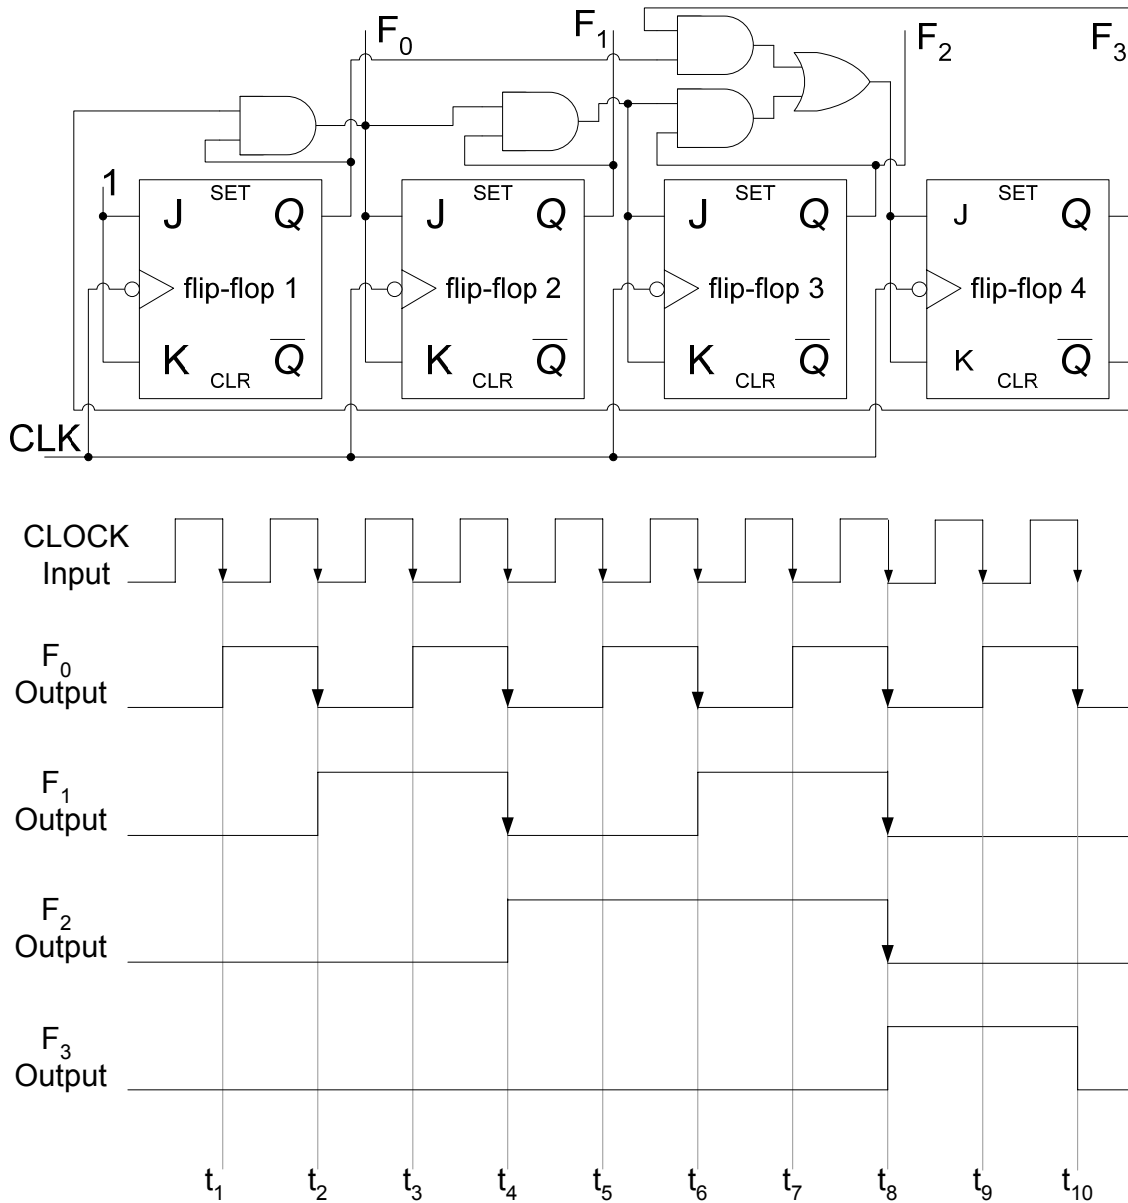 F0 F1 F2 F3
1
J SET Q J SET Q J SET Q J SET Q
flip-flop 1 flip-flop 2 flip-flop 3 flip-flop 4
K CLR Q̅ K CLR Q̅ K CLR Q̅ K CLR Q̅
CLK
CLOCK
Input
F0
Output
F1
Output
F2
Output
F3
Output
t1 t2 t3 t4 t5 t6 t7 t8 t9 t10